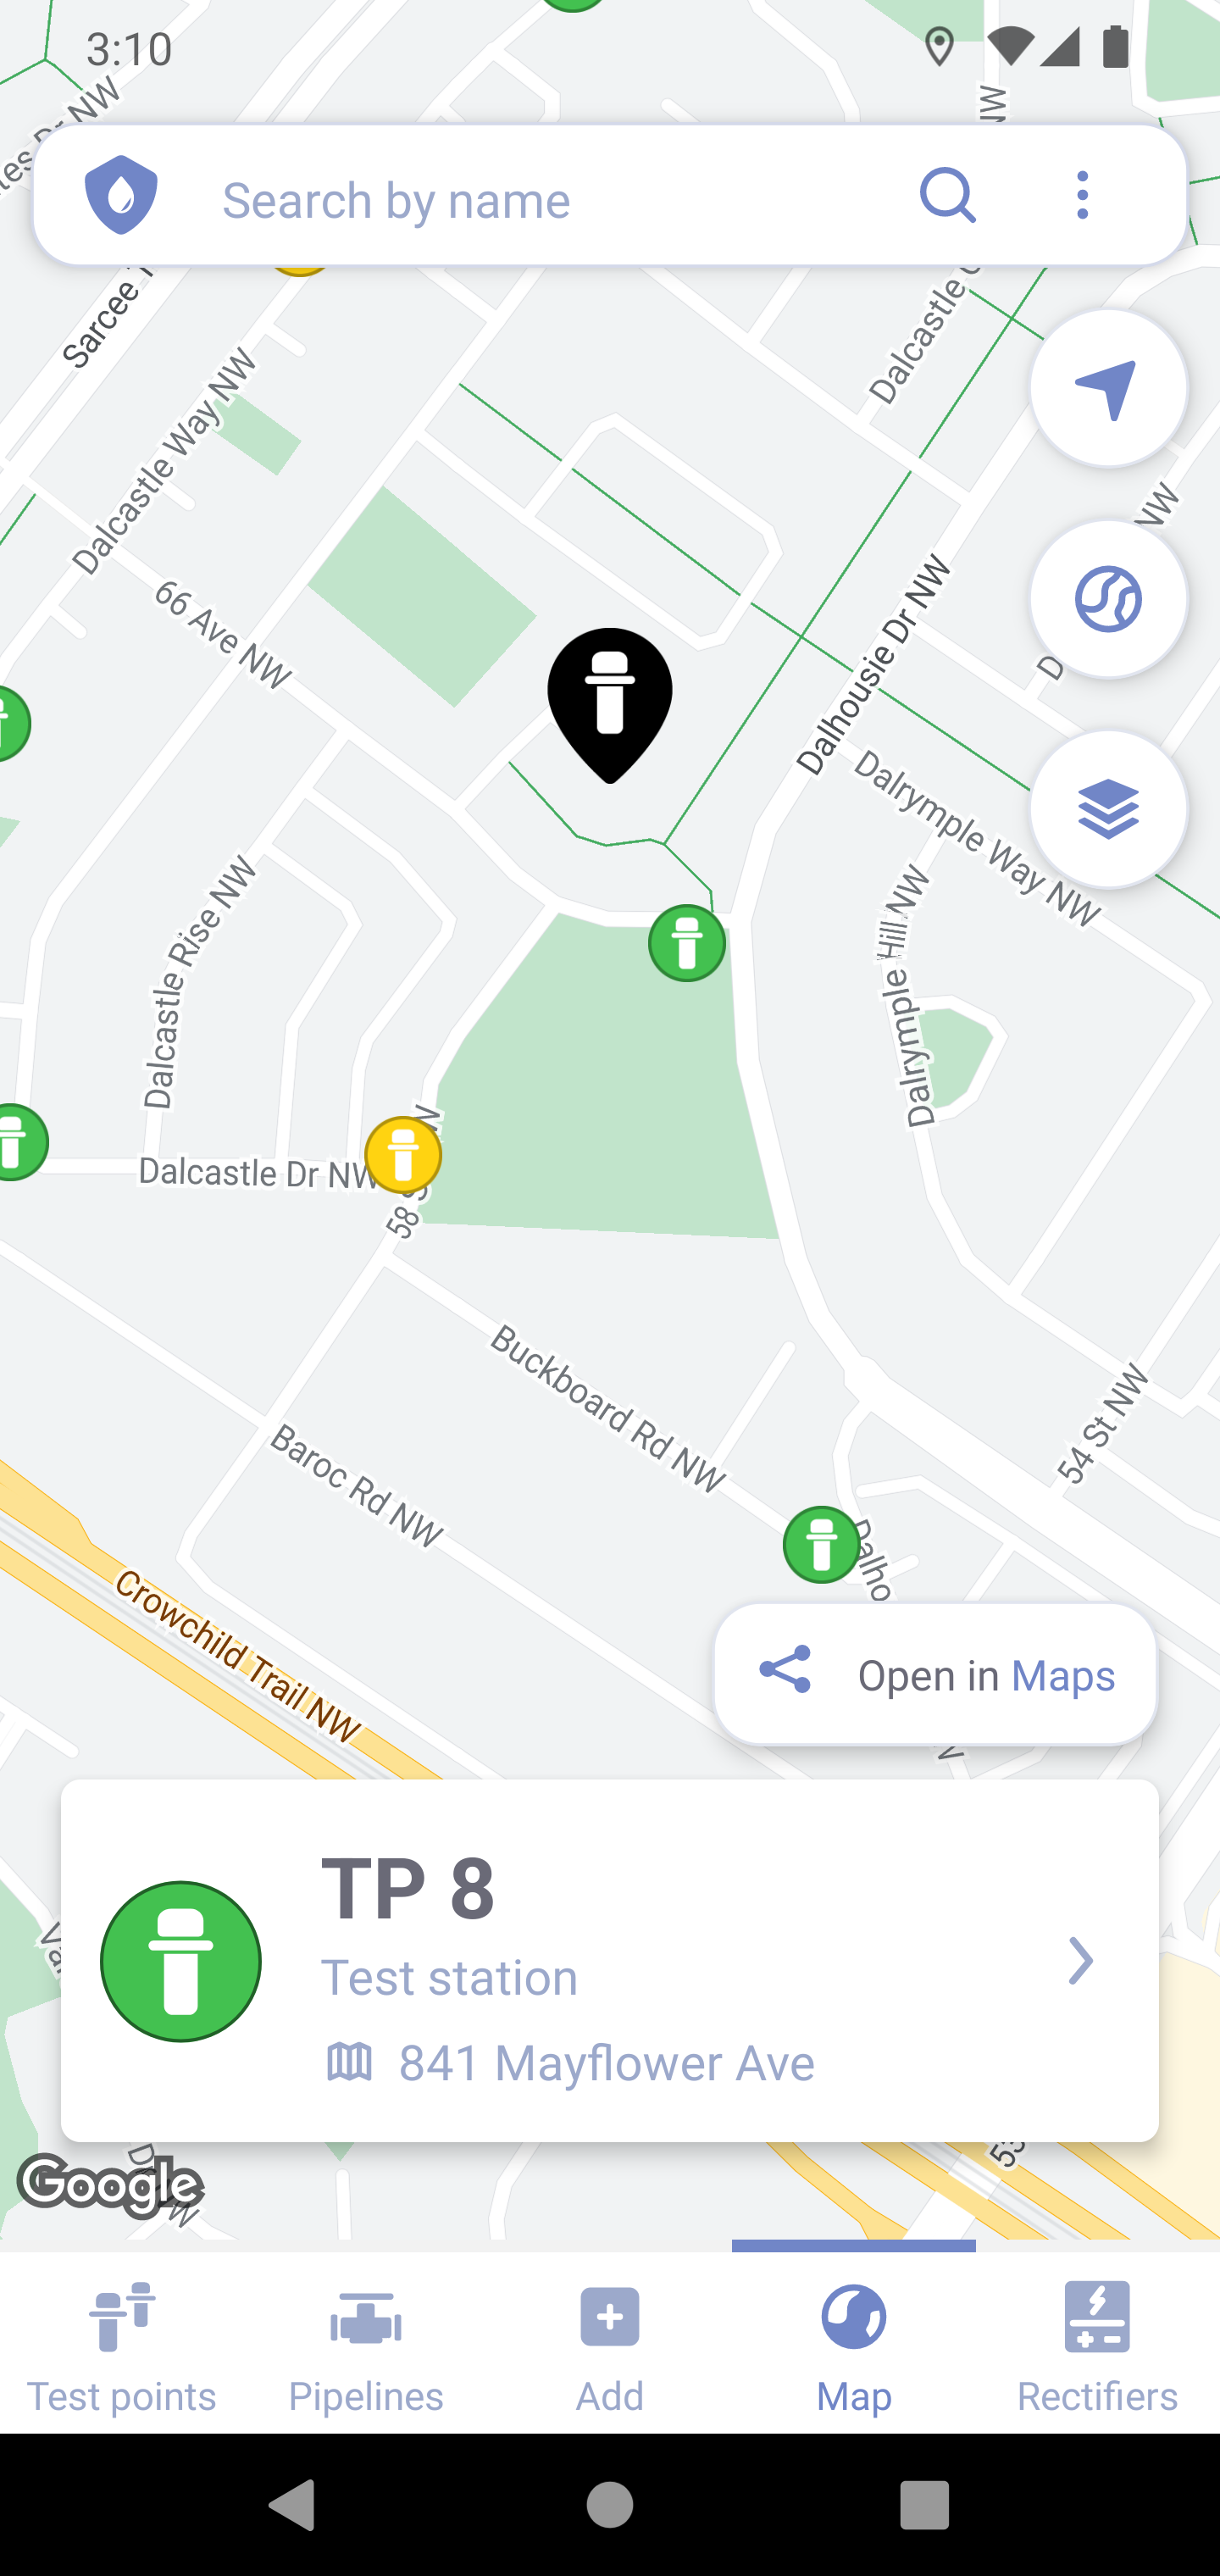 3:10
Search by name
Sarcee
Dalcastle
Dalcastle Way NW
NW
66 Ave NW
Dalhousie Dr NW
Dalrymple Way NW
Dalcastle Rise NW
Dalrymple Hill NW
Dalcastle Dr NW
58
Buckboard Rd NW
54 St NW
Baroc Rd NW
Crowchild Trail NW
Open in Maps
TP 8
Test station
841 Mayflower Ave
Google
Test points
Pipelines
Add
Map
Rectifiers